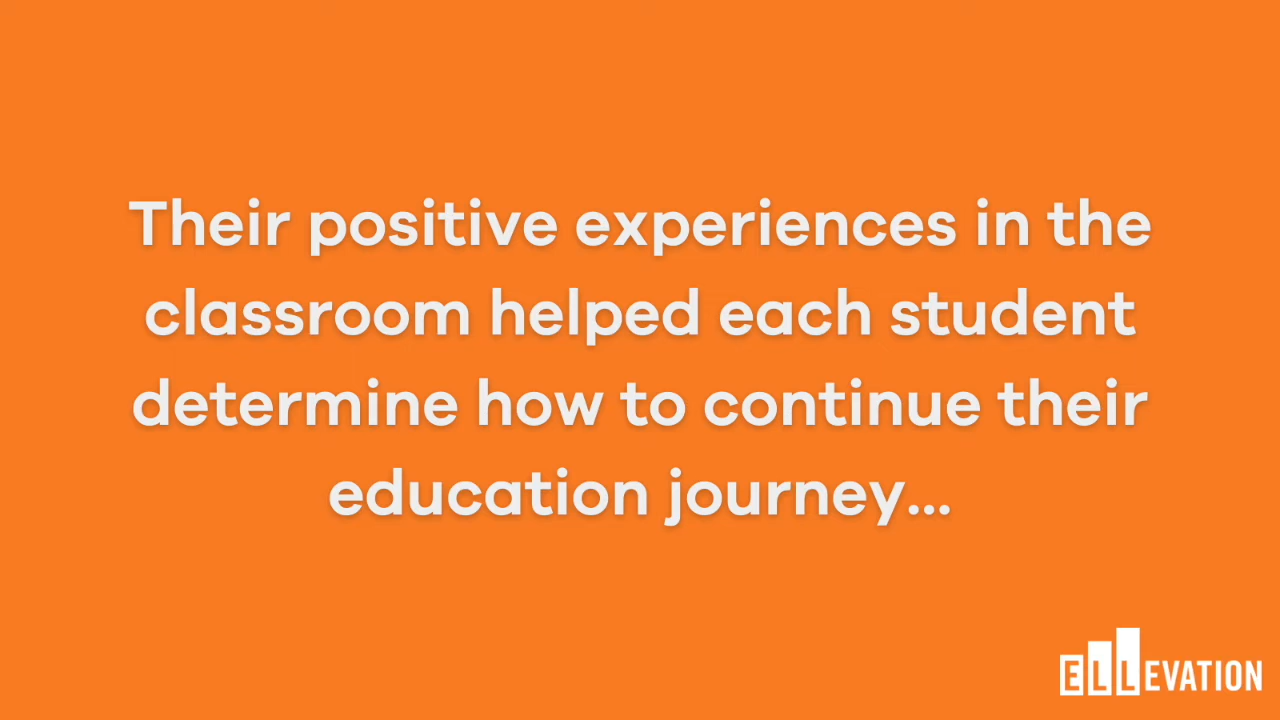 Their positive experiences in the
classroom helped each student
determine how to continue their
education journey...
ELLEVATION